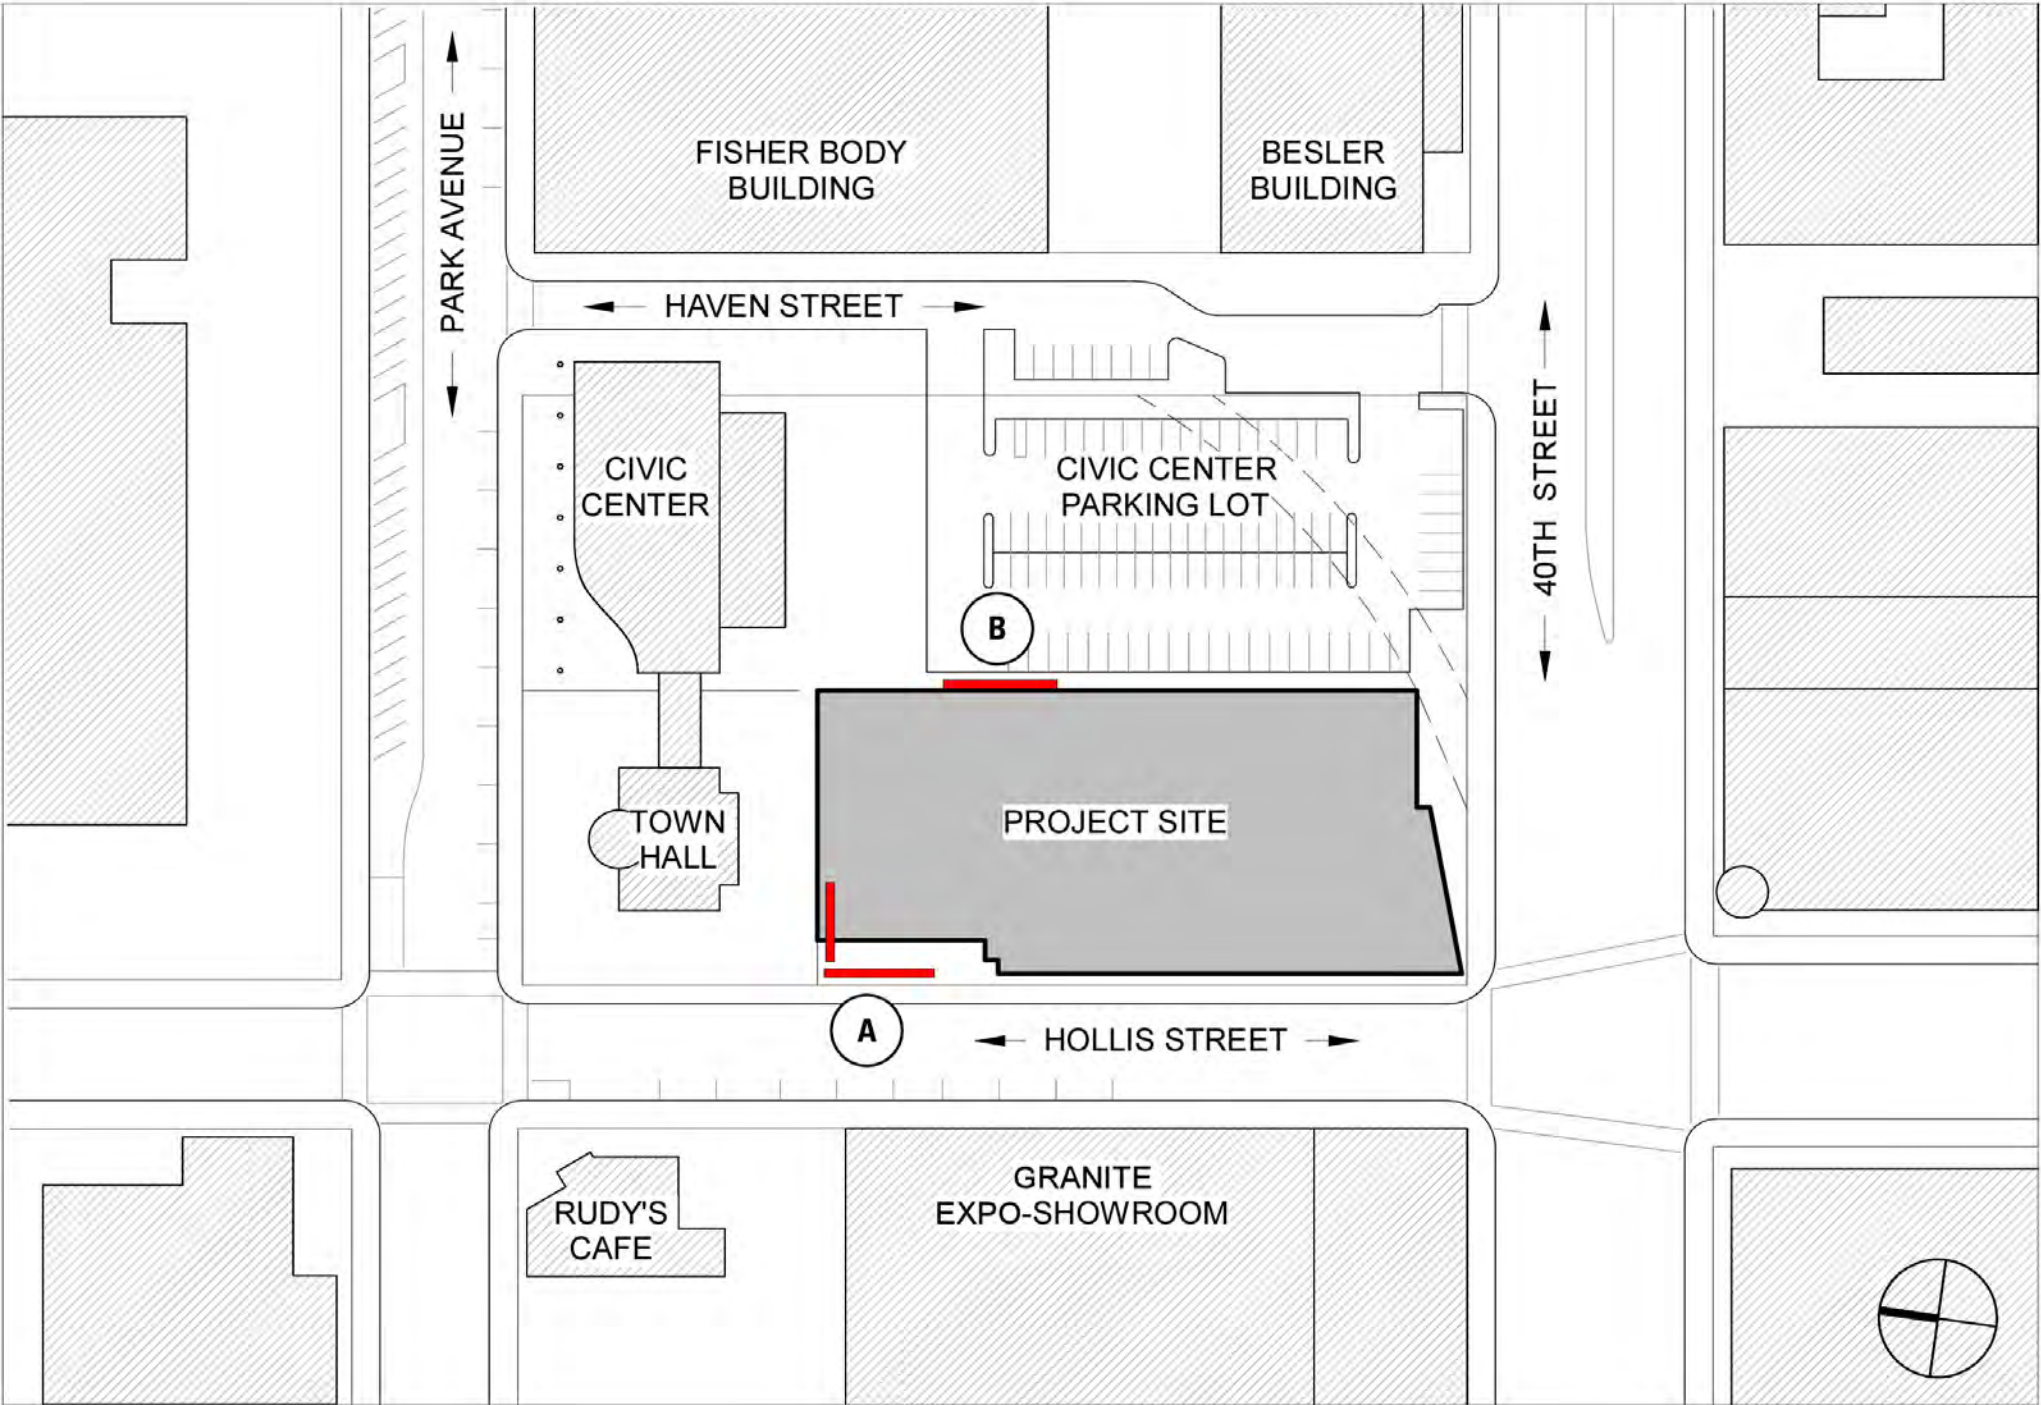 FISHER BODY
BUILDING
BESLER
BUILDING
PARK AVENUE
HAVEN STREET
40TH STREET
CIVIC
CENTER
CIVIC CENTER
PARKING LOT
B
TOWN
HALL
PROJECT SITE
A
HOLLIS STREET
GRANITE
EXPO-SHOWROOM
RUDY'S
CAFE